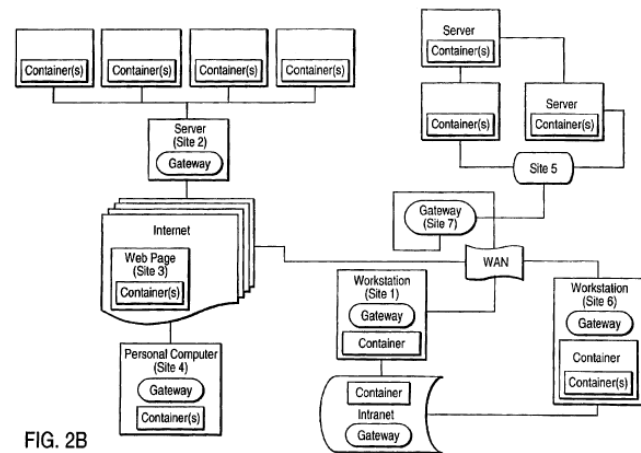 Container(s)
Container(s)
Container(s)
Container(s)
Server
Container(s)
Container(s)
Server
Container(s)
Server
(Site 2)
Gateway
Site 5
Internet
Web Page
(Site 3)
Container(s)
Gateway
(Site 7)
WAN
Workstation
(Site 1)
Gateway
Container
Workstation
(Site 6)
Gateway
Container
Container(s)
Personal Computer
(Site 4)
Gateway
Container(s)
Container
Intranet
Gateway
FIG. 2B